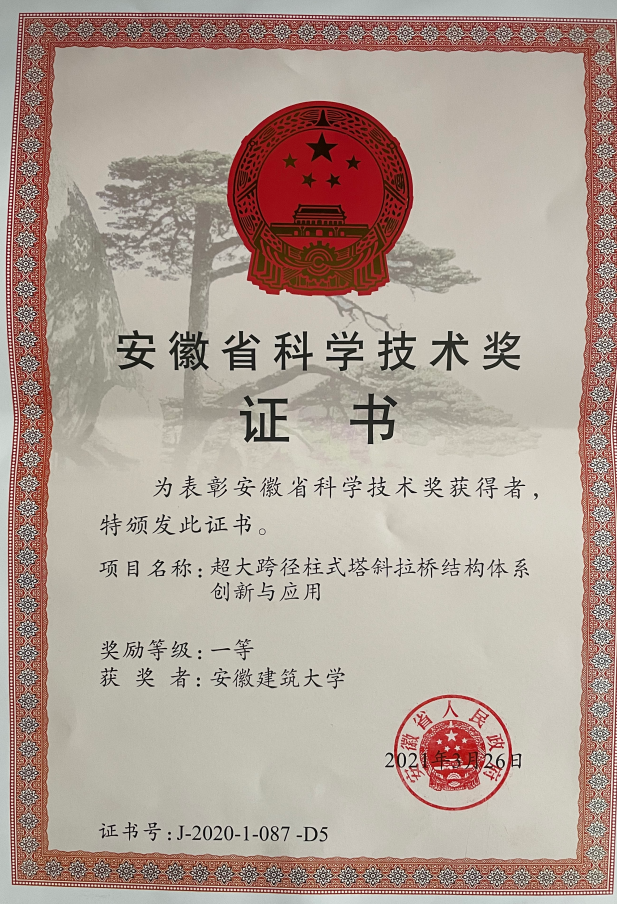 安徽省科学技术奖
证 书
为表彰安徽省科学技术奖获得者，
特颁发此证书。
项目名称：超大跨径柱式塔斜拉桥结构体系
创新与应用
奖励等级：一等
获 奖 者：安徽建筑大学
安徽省人民政府
2021年3月26日
证书号：J-2020-1-087 -D5